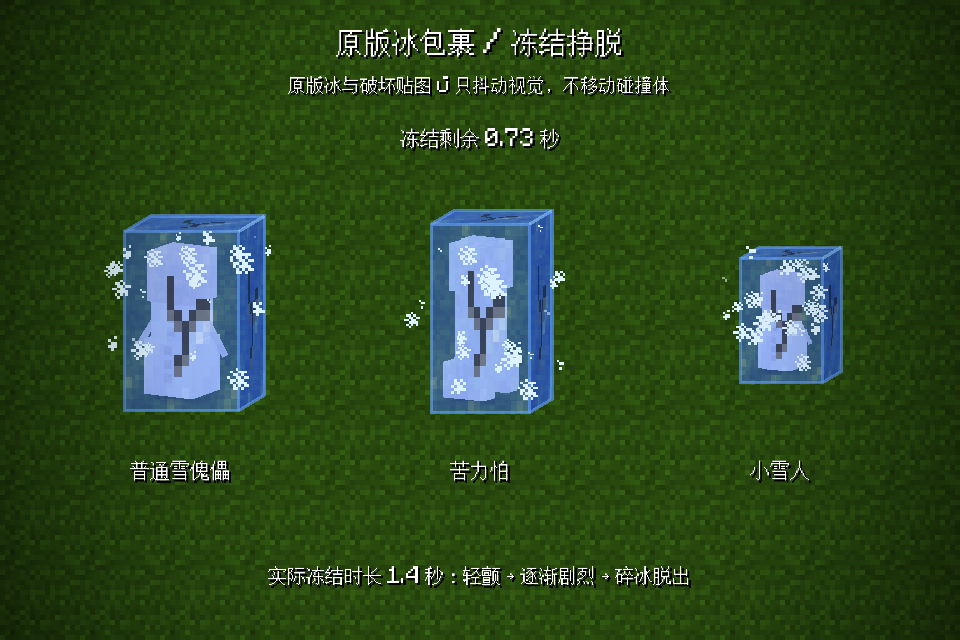 原版冰包裹 / 冻结挣脱
原版冰与破坏贴图 Ů 只抖动视觉，不移动碰撞体
冻结剩余 0.73 秒
普通雪傀儡
苦力怕
小雪人
实际冻结时长 1.4 秒：轻颤 → 逐渐剧烈 → 碎冰脱出